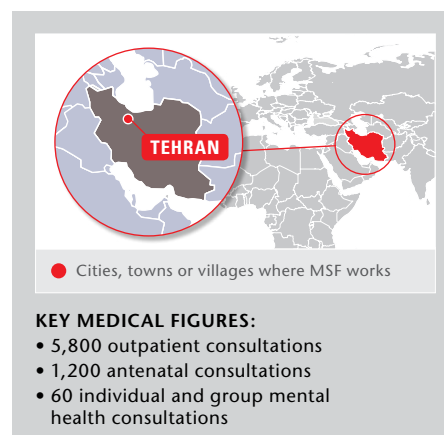 TEHRAN
Cities, towns or villages where MSF works
KEY MEDICAL FIGURES:
• 5,800 outpatient consultations
• 1,200 antenatal consultations
• 60 individual and group mental
health consultations